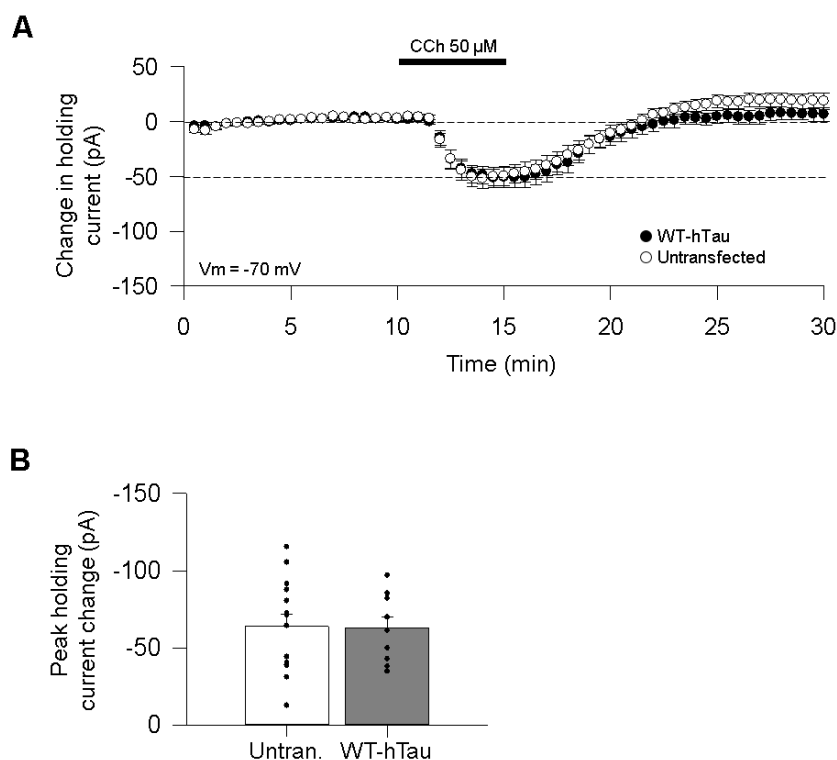 A
CCh 50 µM
50
0
-50
-100
-150
Change in holding
current (pA)
WT-hTau
Untransfected
Vm = -70 mV
0 5 10 15 20 25 30
Time (min)
B
-150
-100
-50
0
Peak holding
current change (pA)
Untran. WT-hTau